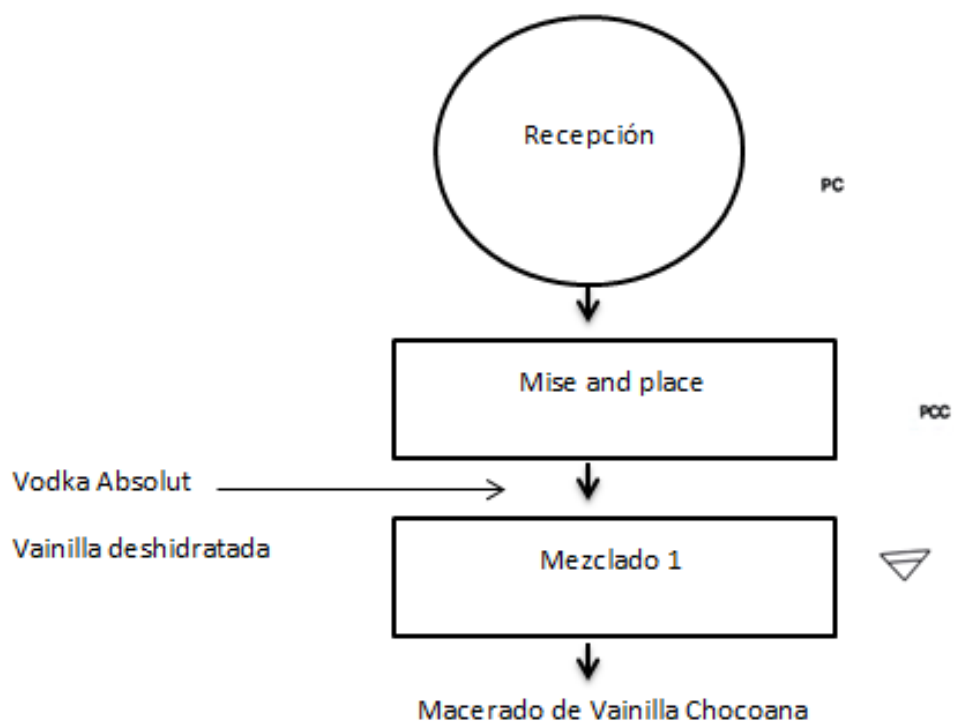 Recepción
PC
Mise and place
PCC
Vodka Absolut
Vainilla deshidratada
Mezclado 1
Macerado de Vainilla Chocoana